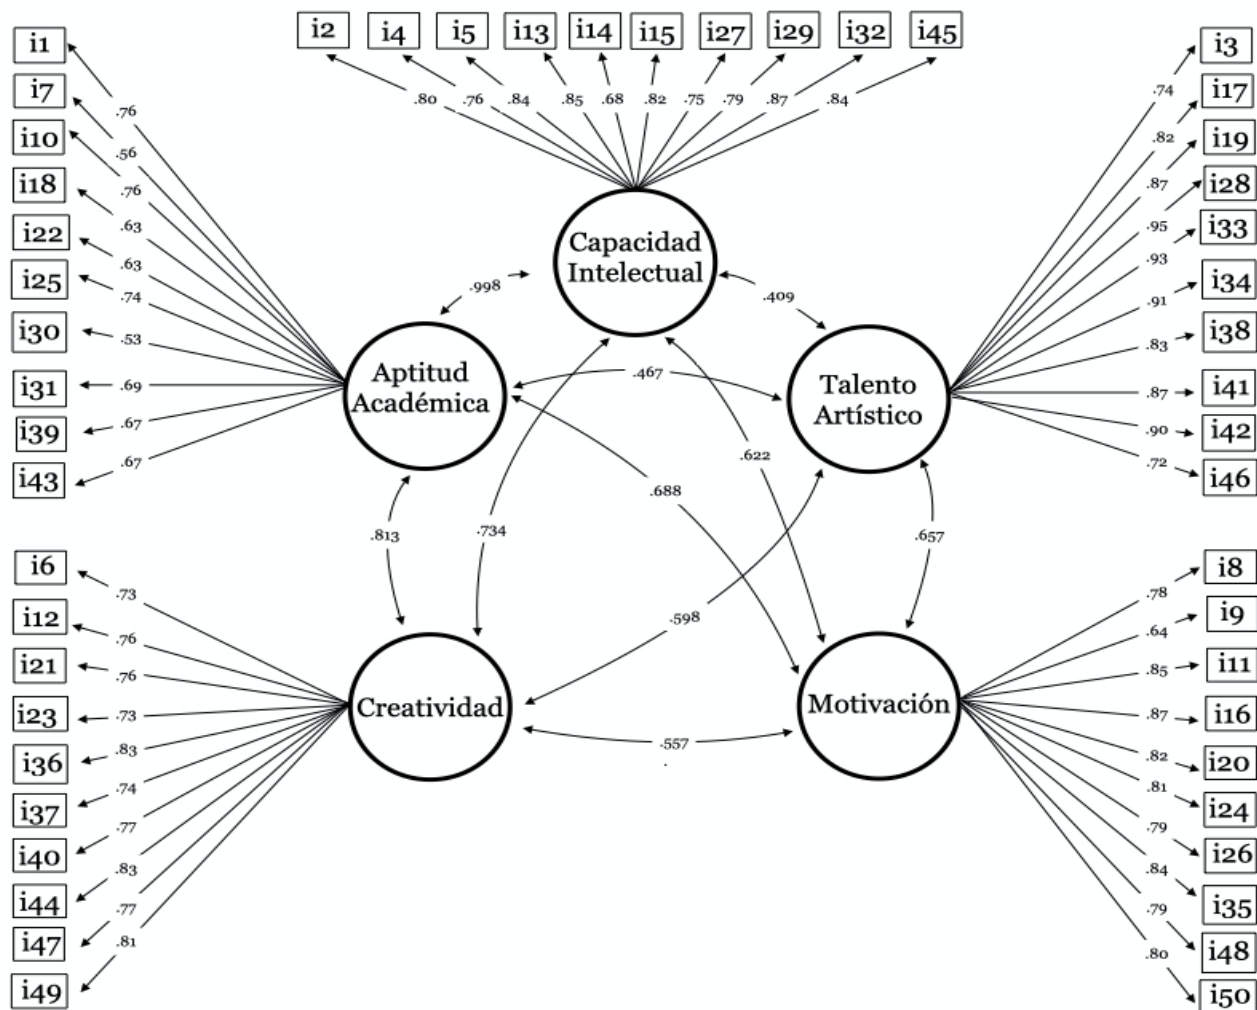 i2 i4 i5 i13 i14 i15 i27 i29 i32 i45
.80 .76 .84 .85 .68 .82 .75 .79 .87 .84
i1
i7
i10
i18
i22
i25
i30
i31
i39
i43
.76
.56
.76
.63
.63
.74
.53
.69
.67
.67
i3
i17
i19
i28
i33
i34
i38
i41
i42
i46
.74
.82
.87
.95
.93
.91
.83
.87
.90
.72
Capacidad
Intelectual
Aptitud
Académica
Talento
Artístico
.998
.409
.467
.622
.688
.734
.813
.657
.598
.557
.
Creatividad
Motivación
i6
i12
i21
i23
i36
i37
i40
i44
i47
i49
.73
.76
.76
.73
.83
.74
.77
.83
.77
.81
i8
i9
i11
i16
i20
i24
i26
i35
i48
i50
.78
.64
.85
.87
.82
.81
.79
.84
.79
.80